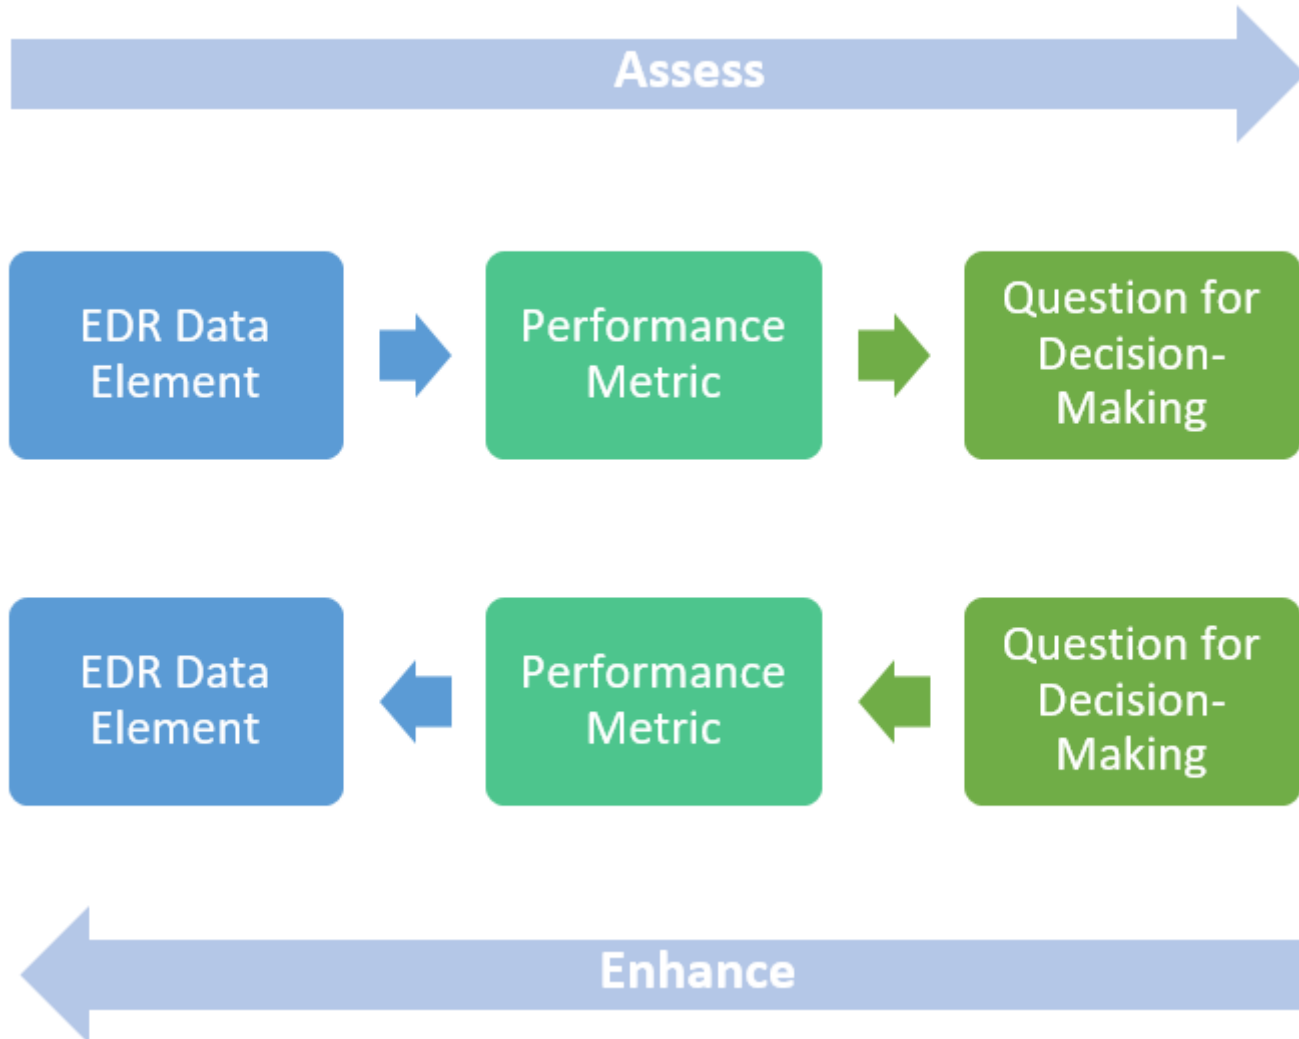 Assess
EDR Data
Element
Performance
Metric
Question for
Decision-
Making
EDR Data
Element
Performance
Metric
Question for
Decision-
Making
Enhance